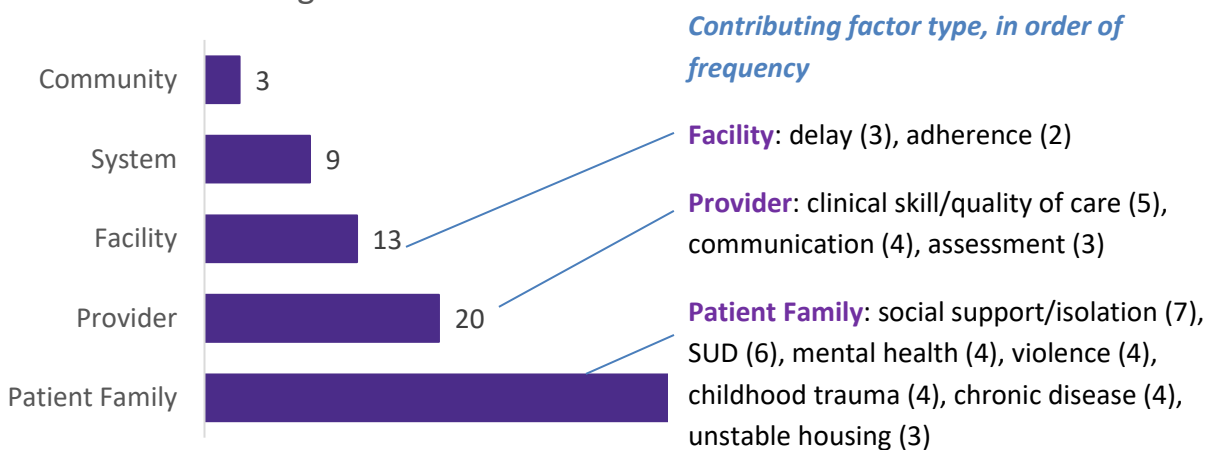 Contributing factor type, in order of
frequency
Community
3
System
9
Facility
13
Provider
20
Patient Family
Facility: delay (3), adherence (2)
Provider: clinical skill/quality of care (5),
communication (4), assessment (3)
Patient Family: social support/isolation (7),
SUD (6), mental health (4), violence (4),
childhood trauma (4), chronic disease (4),
unstable housing (3)